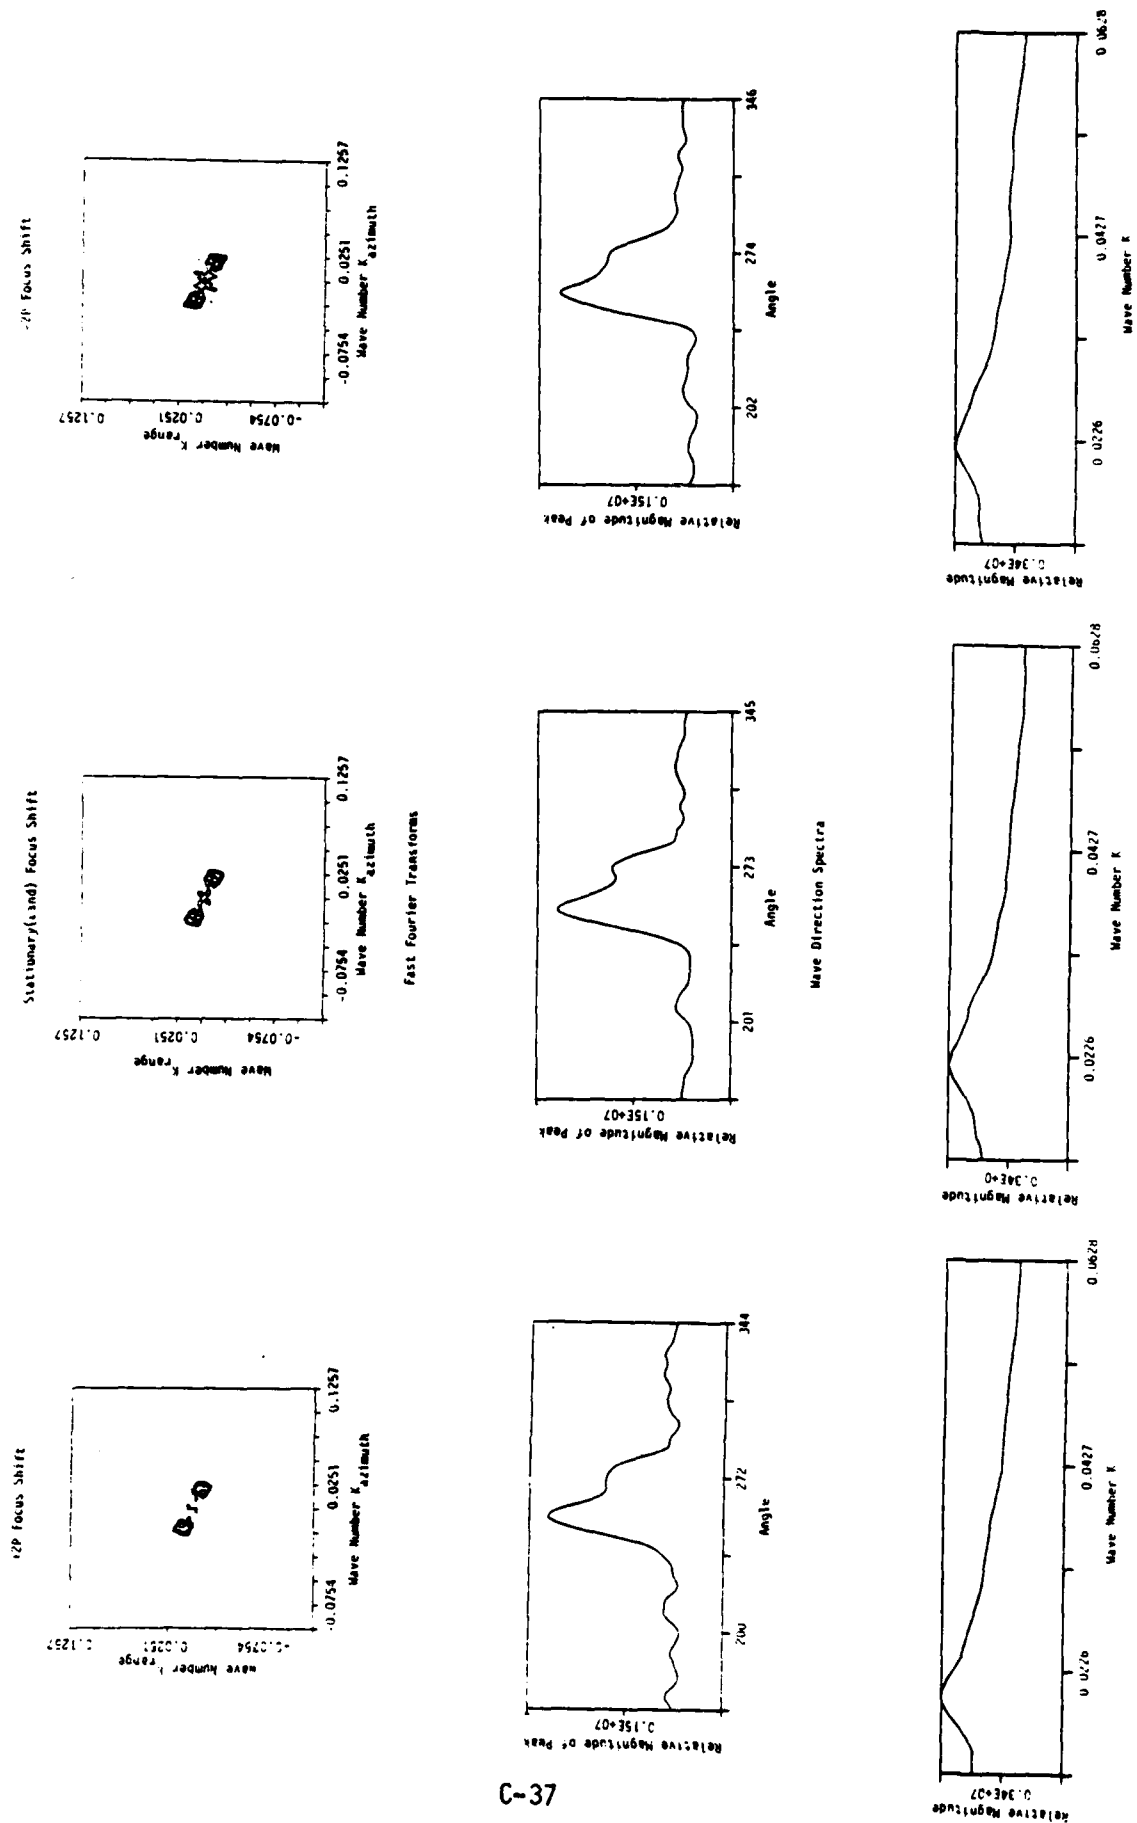 +2P Focus Shift
Stationary(Land) Focus Shift
-2P Focus Shift
Wave Number K range
-0.0754 0.0251 0.1257
-0.0754 0.0251 0.1257
Wave Number K azimuth
Wave Number K range
-0.0754 0.0251 0.1257
-0.0754 0.0251 0.1257
Wave Number K azimuth
Wave Number K range
-0.0754 0.0251 0.1257
-0.0754 0.0251 0.1257
Wave Number K azimuth
Fast Fourier Transforms
Relative Magnitude of Peak
0.15E+07
200 272 344
Angle
Relative Magnitude of Peak
0.15E+07
201 273 345
Angle
Relative Magnitude of Peak
0.15E+07
202 274 346
Angle
Wave Direction Spectra
Relative Magnitude
0.34E+07
0.0226 0.0427 0.0628
Wave Number K
Relative Magnitude
0.34E+0
0.0226 0.0427 0.0628
Wave Number K
Relative Magnitude
0.34E+07
0.0226 0.0427 0.0628
Wave Number K
C-37